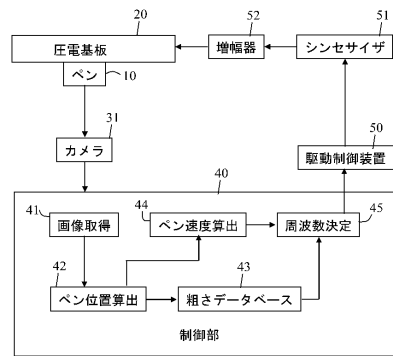 20
52
51
圧電基板
増幅器
シンセサイザ
ペン
10
31
カメラ
50
駆動制御装置
40
41
44
45
画像取得
ペン速度算出
周波数決定
42
43
ペン位置算出
粗さデータベース
制御部